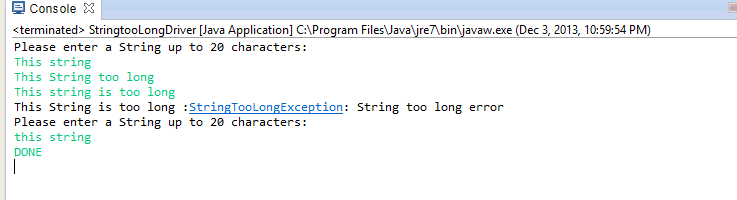 Console
<terminated> StringtooLongDriver [Java Application] C:\Program Files\Java\jre7\bin\javaw.exe (Dec 3, 2013, 10:59:54 PM)
Please enter a String up to 20 characters:
This string
This String too long
This string is too long
This String is too long :StringTooLongException: String too long error
Please enter a String up to 20 characters:
this string
DONE